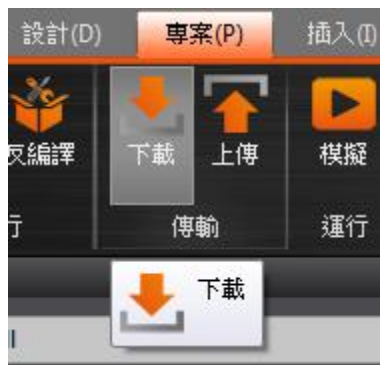 設計(D) 專案(P) 插入(I)
反編譯 下載 上傳 模擬
行 傳輸 運行
下載